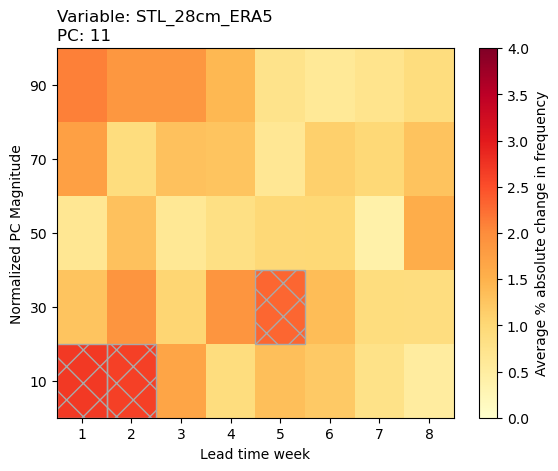 Variable: STL_28cm_ERA5
PC: 11
90
70
50
30
10
Normalized PC Magnitude
1 2 3 4 5 6 7 8
Lead time week
4.0
3.5
3.0
2.5
2.0
1.5
1.0
0.5
0.0
Average % absolute change in frequency